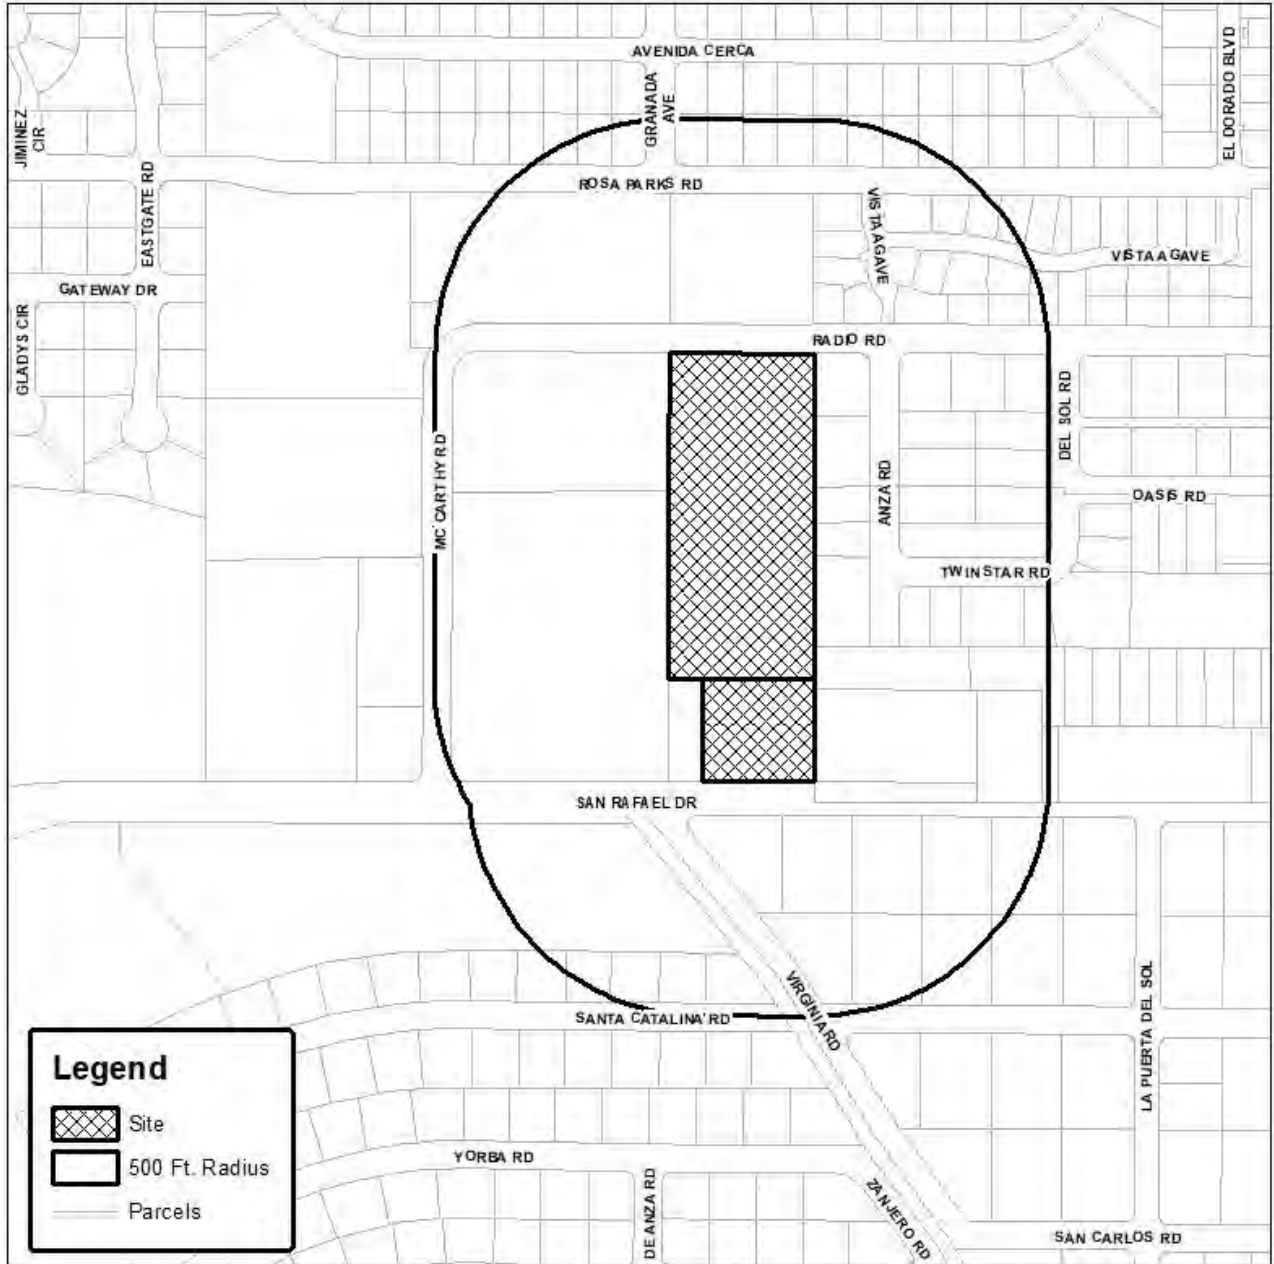 AVENIDA CERCA
GRANADA
AVE
EL DORADO BLVD
JIMINEZ
CIR
EASTGATE RD
ROSA PARKS RD
VISTA AGAVE
VISTA AGAVE
GATEWAY DR
GLADYS CIR
RADIO RD
DEL SOL RD
MC CARTHY RD
ANZA RD
OASIS RD
TWIN STAR RD
SAN RAFAEL DR
VIRGINIA RD
SANTA CATALINA RD
LA PUERTA DEL SOL
YORBA RD
DE ANZA RD
ZANJERO RD
SAN CARLOS RD
Legend
Site
500 Ft. Radius
Parcels